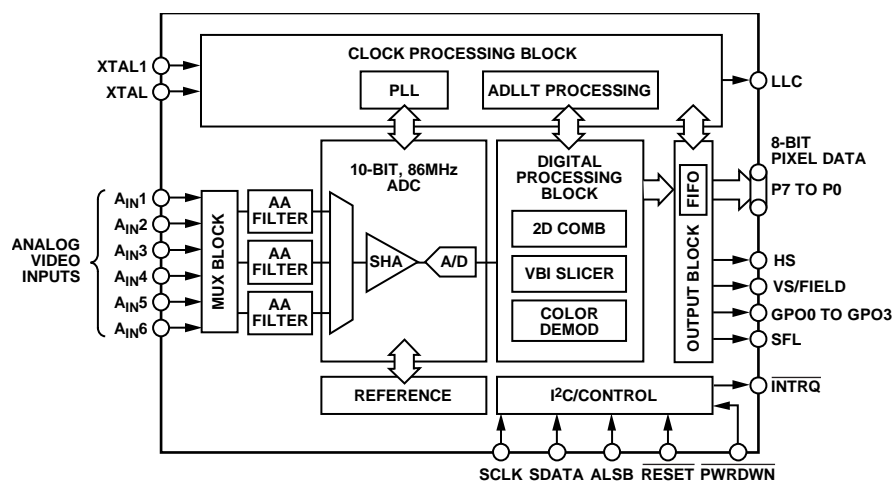 CLOCK PROCESSING BLOCK
XTAL1
XTAL
PLL
ADLLT PROCESSING
LLC
8-BIT
PIXEL DATA
P7 TO P0
10-BIT, 86MHz
ADC
DIGITAL
PROCESSING
BLOCK
2D COMB
VBI SLICER
COLOR
DEMOD
FIFO
OUTPUT BLOCK
ANALOG
VIDEO
INPUTS
AIN1
AIN2
AIN3
AIN4
AIN5
AIN6
MUX BLOCK
AA
FILTER
AA
FILTER
AA
FILTER
SHA
A/D
HS
VS/FIELD
GPO0 TO GPO3
SFL
REFERENCE
I2C/CONTROL
INTRQ
SCLK
SDATA
ALSB
RESET
PWRDWN